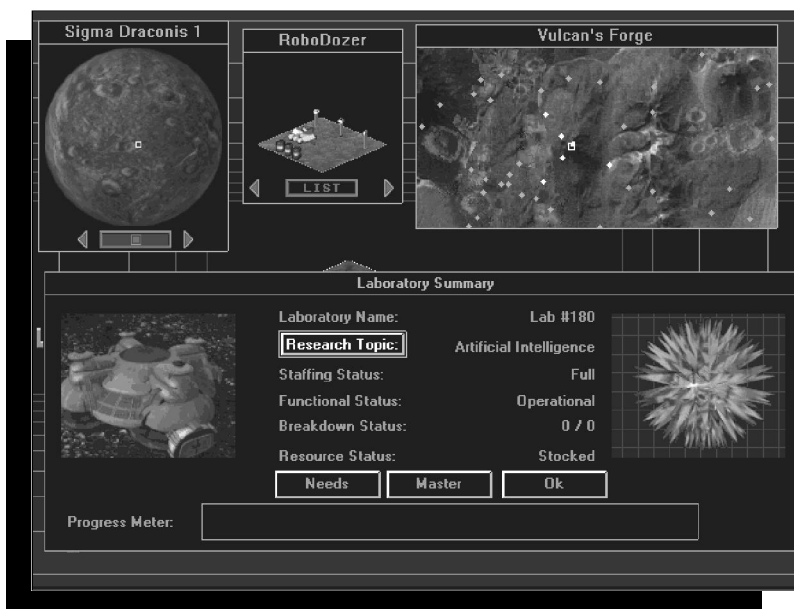 Sigma Draconis 1
RoboDozer
Vulcan's Forge
LIST
Laboratory Summary
Laboratory Name: Lab #180
Research Topic: Artificial Intelligence
Staffing Status: Full
Functional Status: Operational
Breakdown Status: 0 / 0
Resource Status: Stocked
Needs Master Ok
Progress Meter: